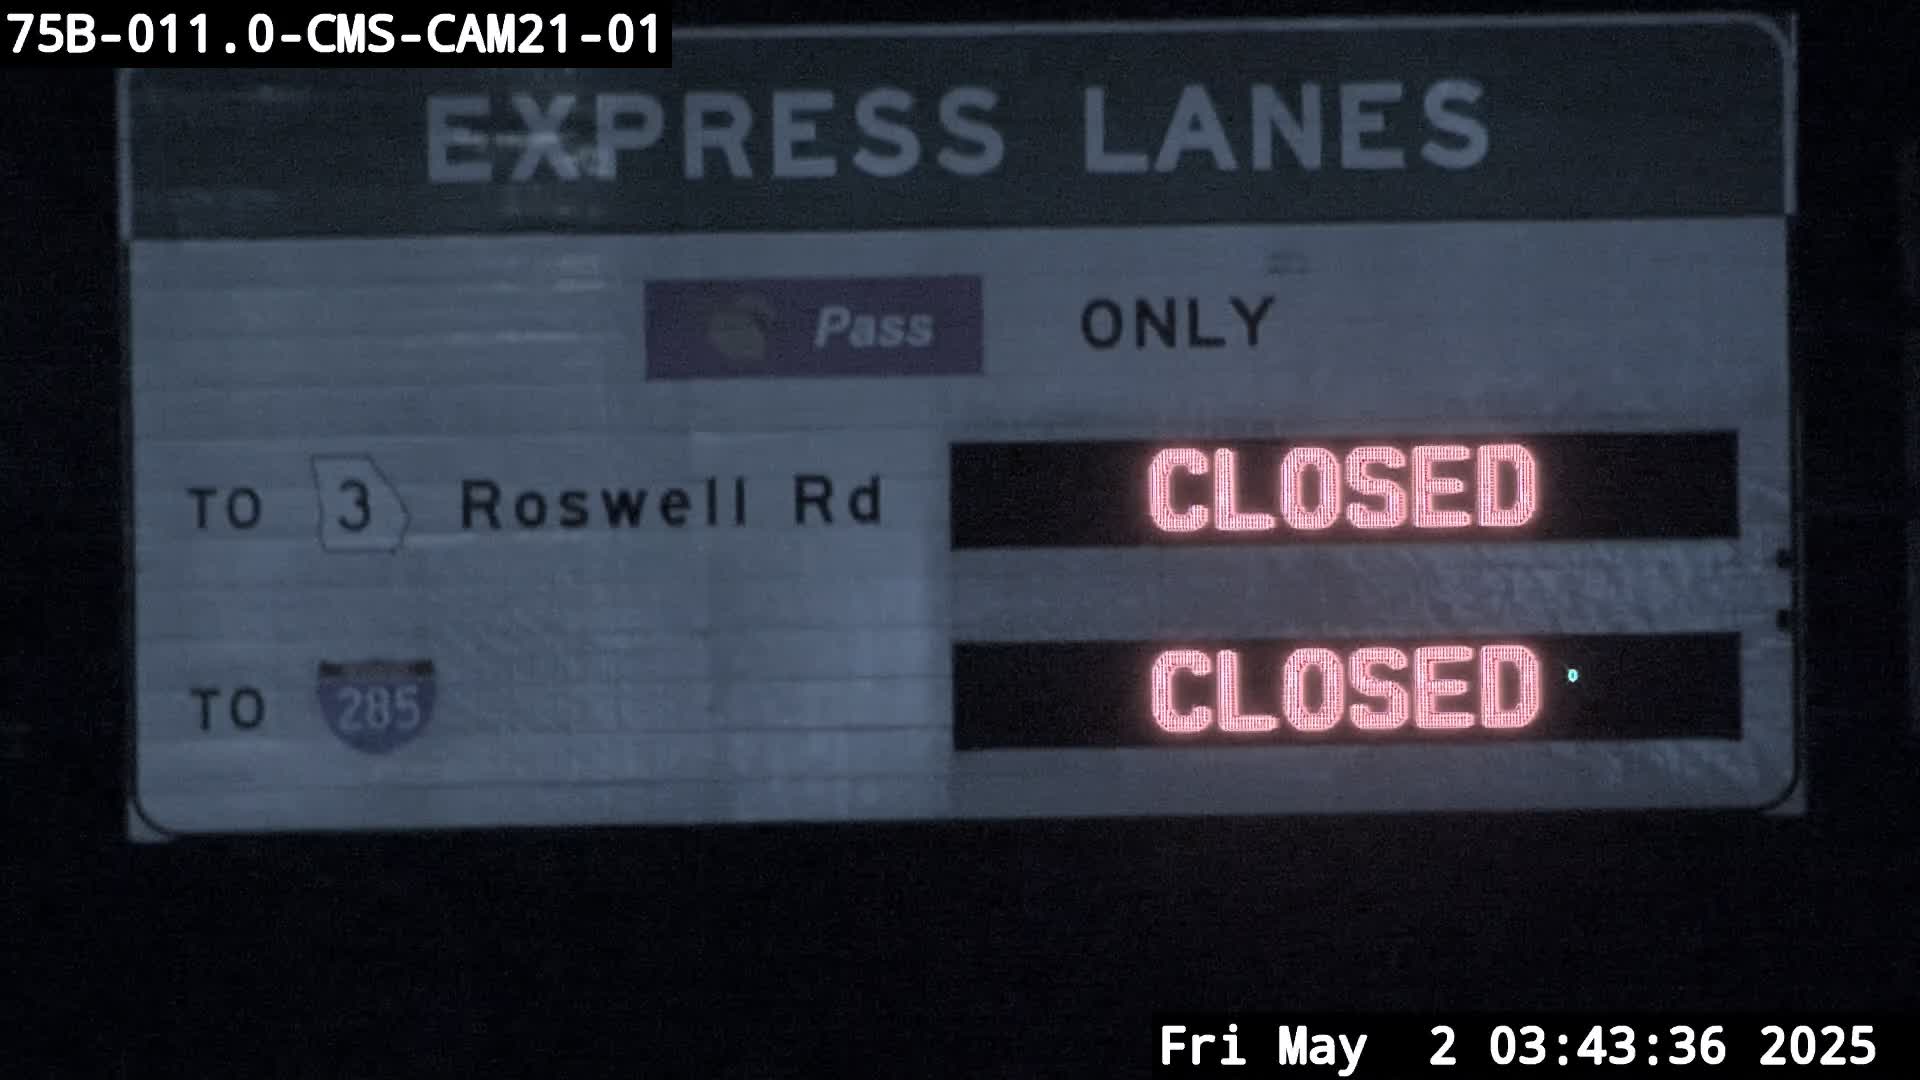 75B-011.0-CMS-CAM21-01
EXPRESS LANES
Pass ONLY
TO 3 Roswell Rd CLOSED
TO 285 CLOSED
Fri May 2 03:43:36 2025